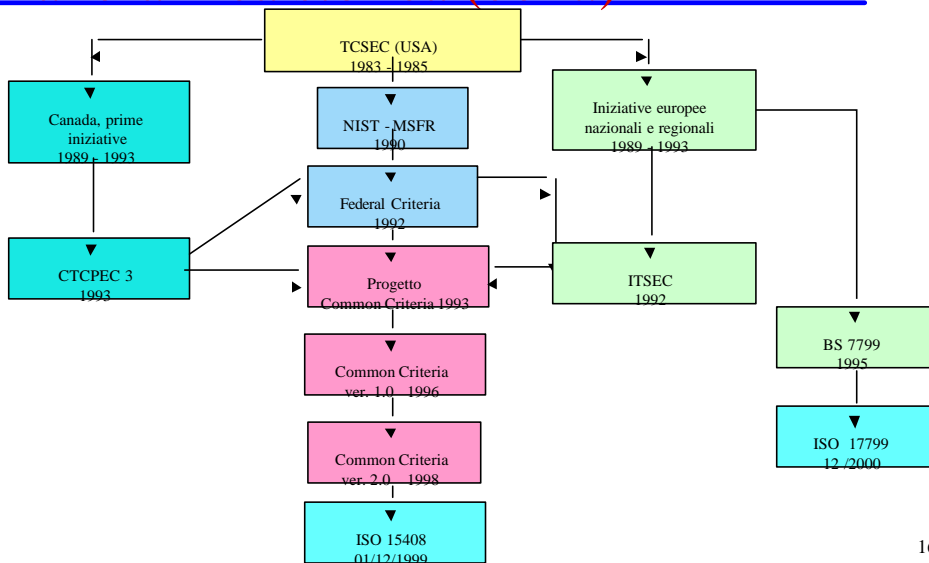 TCSEC (USA)
1983 - 1985
Canada, prime
iniziative
1989 - 1993
NIST - MSFR
1990
Iniziative europee
nazionali e regionali
1989 - 1993
Federal Criteria
1992
CTCPEC 3
1993
Progetto
Common Criteria 1993
ITSEC
1992
BS 7799
1995
Common Criteria
ver. 1.0 1996
ISO 17799
12 /2000
Common Criteria
ver. 2.0 1998
ISO 15408
01/12/1999